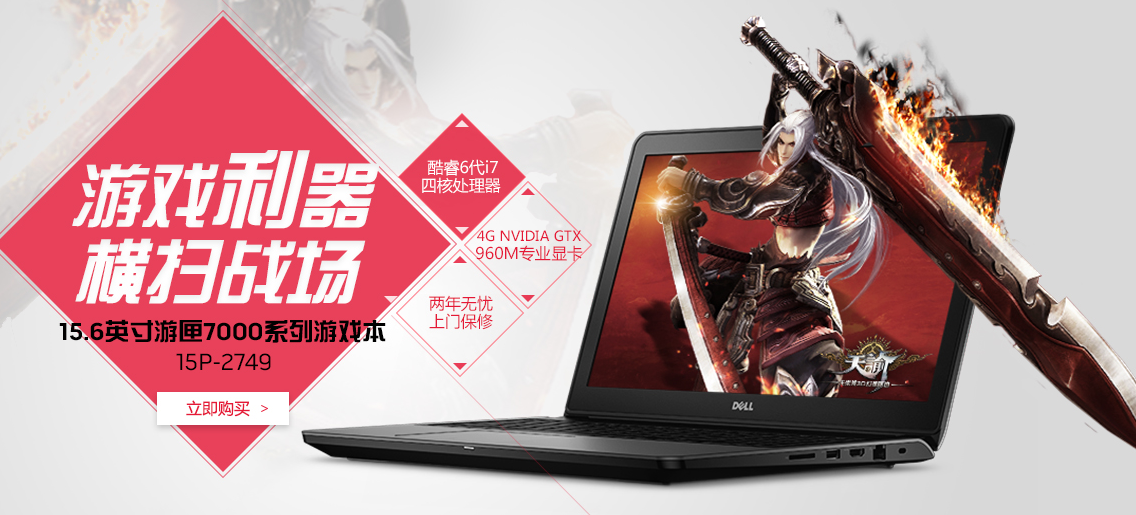 游戏利器
横扫战场
15.6英寸游匣7000系列游戏本
15P-2749
立即购买 >
酷睿6代i7
四核处理器
4G NVIDIA GTX
960M专业显卡
两年无忧
上门保修
天谕
DELL